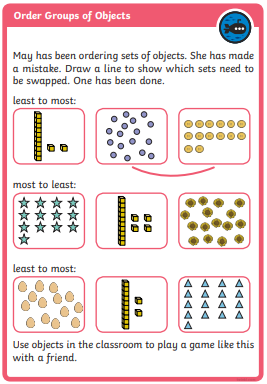 Order Groups of Objects
May has been ordering sets of objects. She has made
a mistake. Draw a line to show which sets need to
be swapped. One has been done.
least to most:
most to least:
least to most:
Use objects in the classroom to play a game like this
with a friend.